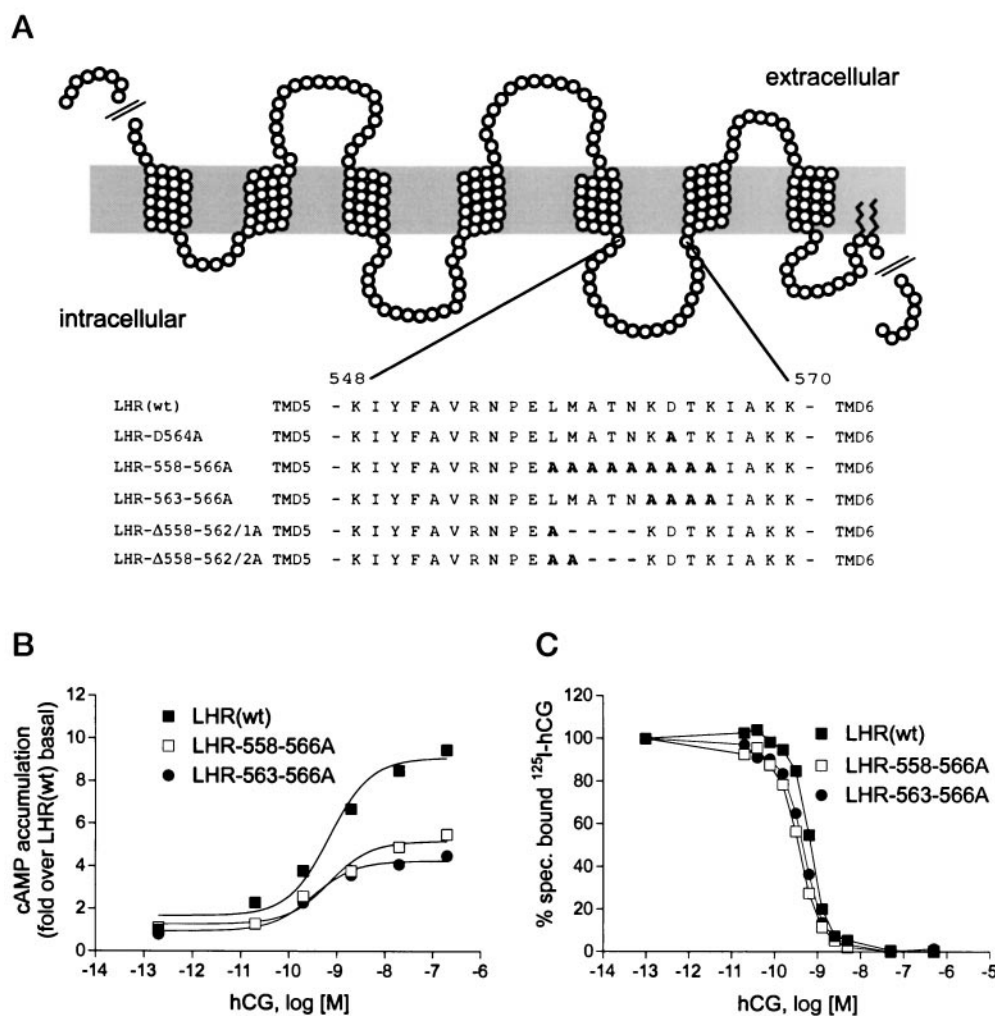 A
extracellular
intracellular
548 570
LHR(wt) TMD5 - K I Y F A V R N P E L M A T N K D T K I A K K - TMD6
LHR-D564A TMD5 - K I Y F A V R N P E L M A T N K A T K I A K K - TMD6
LHR-558-566A TMD5 - K I Y F A V R N P E A A A A A A A A A I A K K - TMD6
LHR-563-566A TMD5 - K I Y F A V R N P E L M A T N A A A A I A K K - TMD6
LHR-Δ558-562/1A TMD5 - K I Y F A V R N P E A - - - - K D T K I A K K - TMD6
LHR-Δ558-562/2A TMD5 - K I Y F A V R N P E A A - - - K D T K I A K K - TMD6
B
cAMP accumulation
(fold over LHR(wt) basal)
12
10
8
6
4
2
0
LHR(wt)
LHR-558-566A
LHR-563-566A
-14 -13 -12 -11 -10 -9 -8 -7 -6
hCG, log [M]
C
% spec. bound ¹²⁵I-hCG
120
100
80
60
40
20
0
LHR(wt)
LHR-558-566A
LHR-563-566A
-14 -13 -12 -11 -10 -9 -8 -7 -6 -5
hCG, log [M]